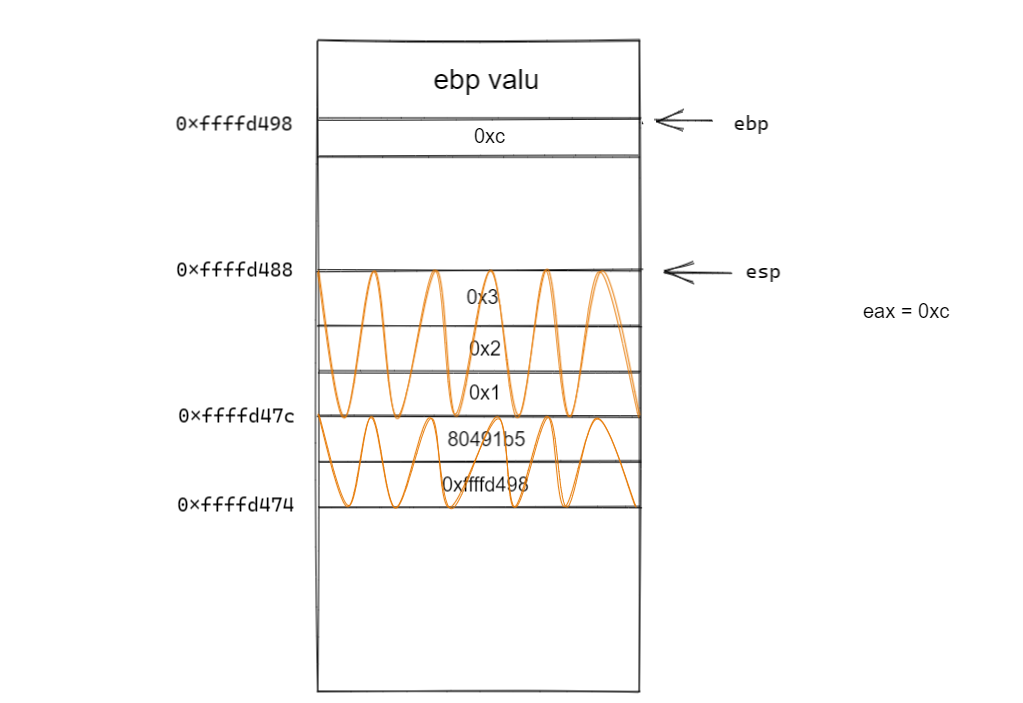 ebp valu
0xffffd498
ebp
0xc
0xffffd488
esp
0x3
eax = 0xc
0x2
0x1
0xffffd47c
80491b5
0xffffd498
0xffffd474